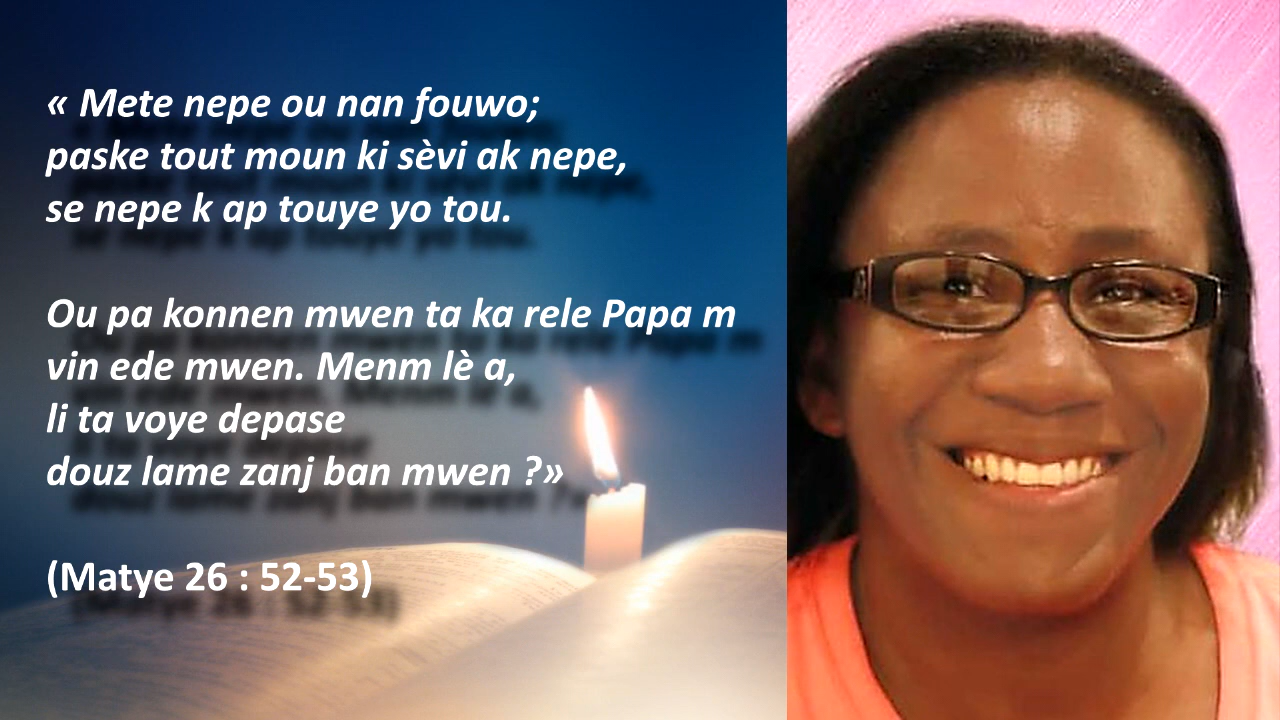 « Mete nepe ou nan fouwo;
paske tout moun ki sèvi ak nepe,
se nepe k ap touye yo tou.
Ou pa konnen mwen ta ka rele Papa m
vin ede mwen. Menm lè a,
li ta voye depase
douz lame zanj ban mwen ?»
(Matye 26 : 52-53)